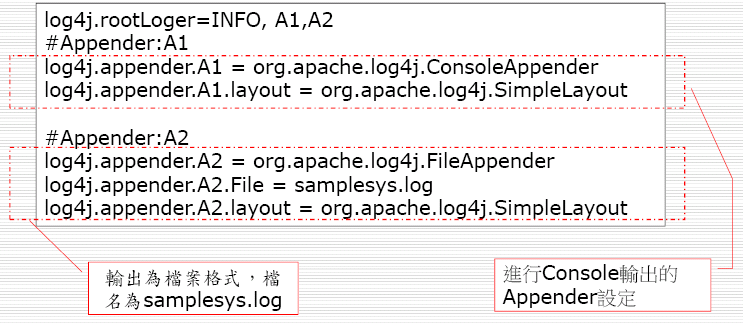 log4j.rootLoger=INFO, A1,A2
#Appender:A1
log4j.appender.A1 = org.apache.log4j.ConsoleAppender
log4j.appender.A1.layout = org.apache.log4j.SimpleLayout
#Appender:A2
log4j.appender.A2 = org.apache.log4j.FileAppender
log4j.appender.A2.File = samplesys.log
log4j.appender.A2.layout = org.apache.log4j.SimpleLayout
輸出為檔案格式，檔
名為samplesys.log
進行Console輸出的
Appender設定